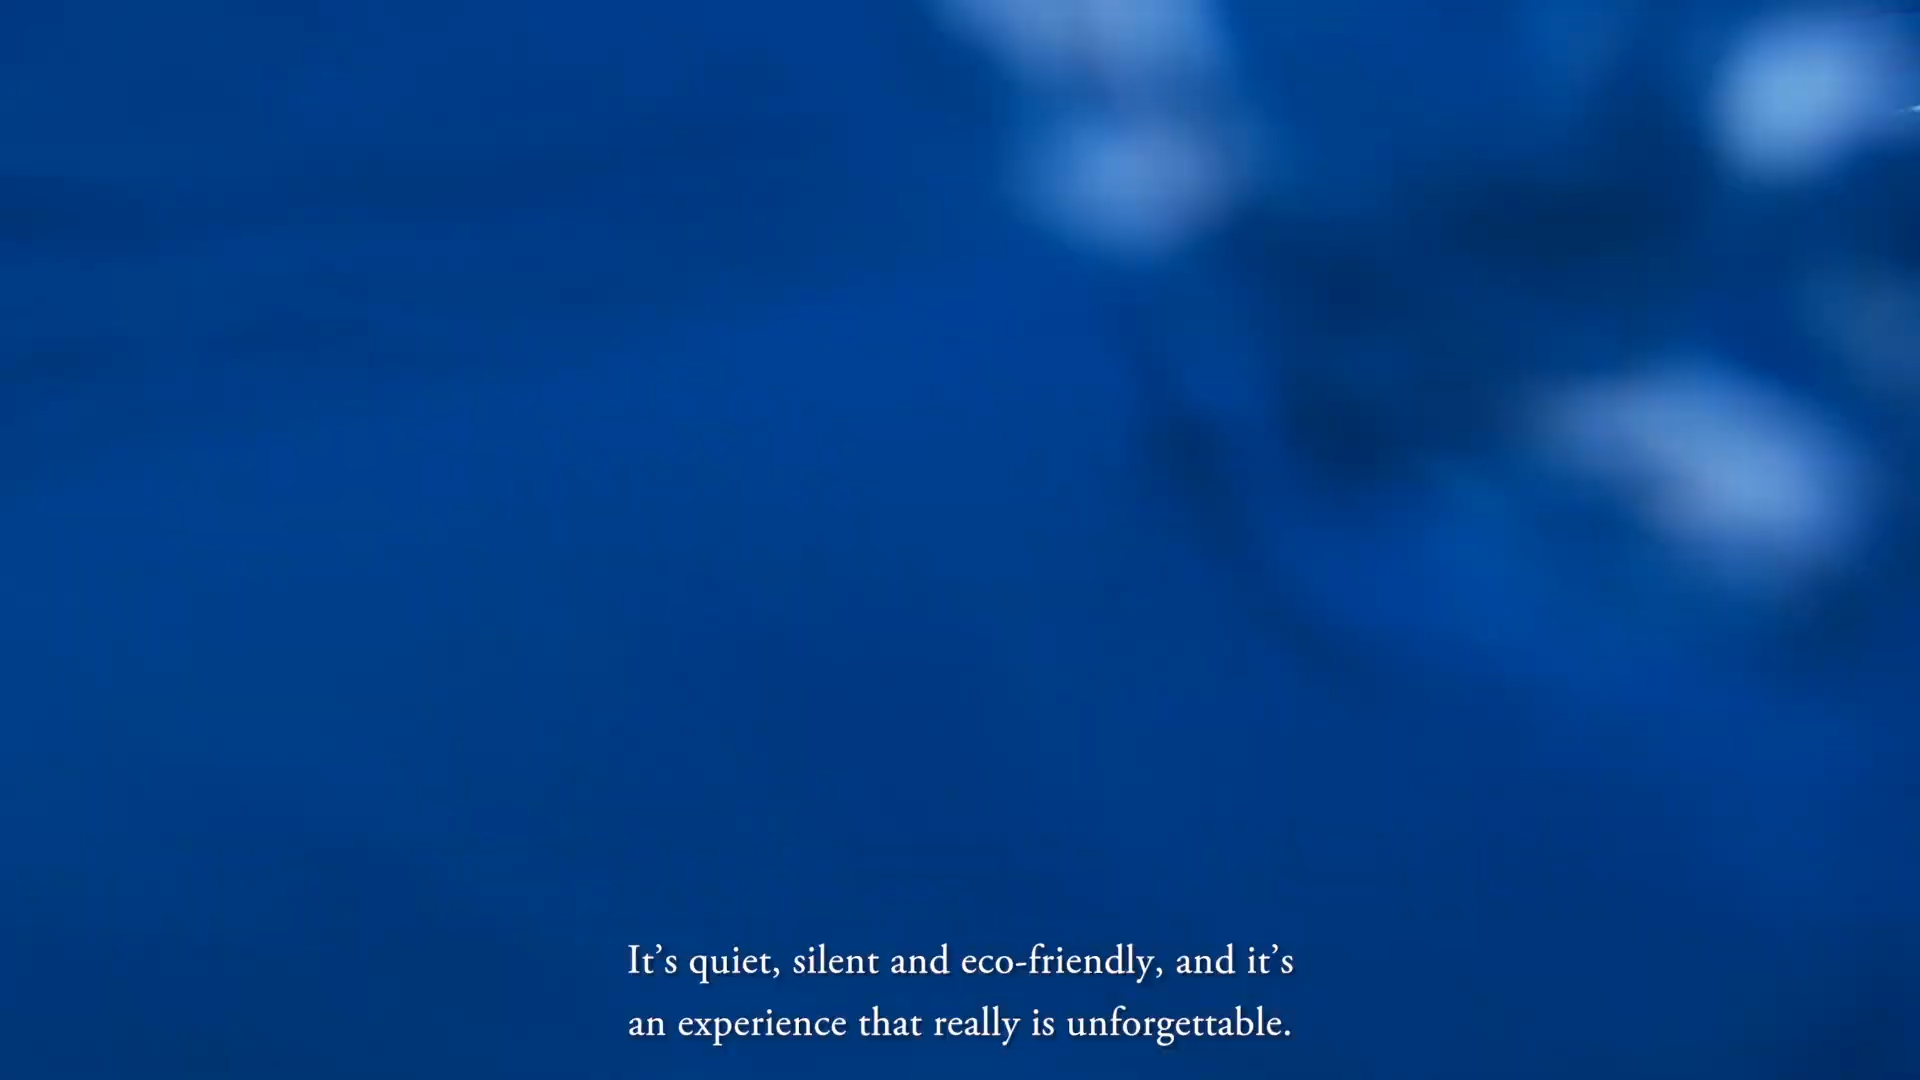 It’s quiet, silent and eco-friendly, and it’s
an experience that really is unforgettable.